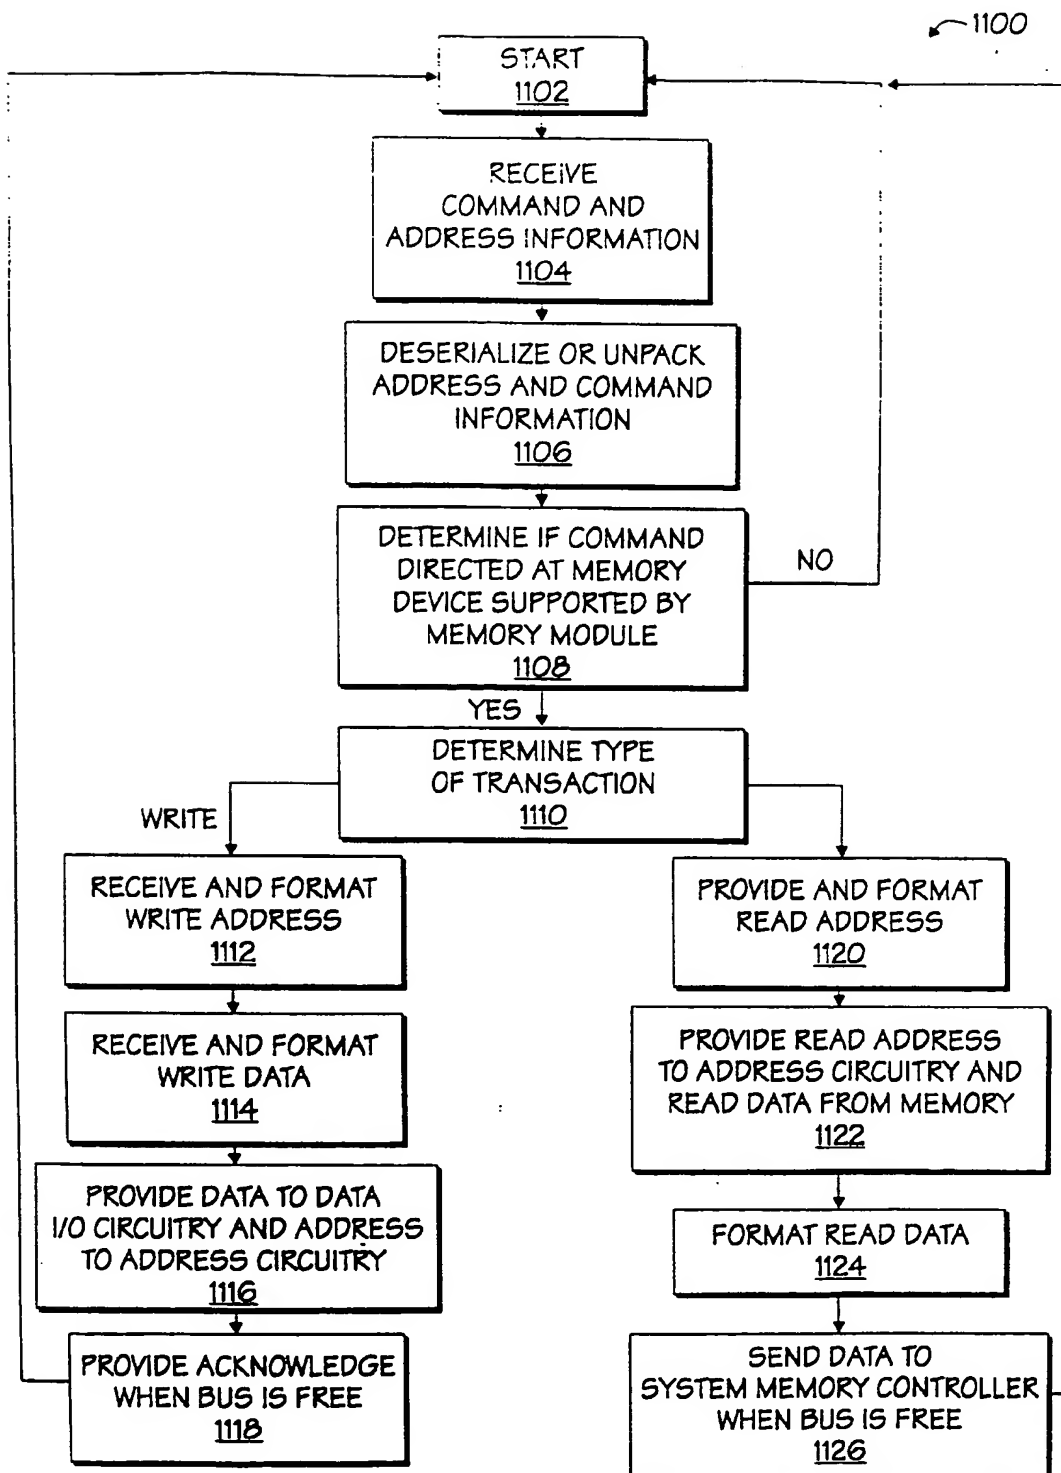 1100
START
1102
RECEIVE
COMMAND AND
ADDRESS INFORMATION
1104
DESERIALIZE OR UNPACK
ADDRESS AND COMMAND
INFORMATION
1106
DETERMINE IF COMMAND
DIRECTED AT MEMORY
DEVICE SUPPORTED BY
MEMORY MODULE
1108
NO
YES
DETERMINE TYPE
OF TRANSACTION
1110
WRITE
RECEIVE AND FORMAT
WRITE ADDRESS
1112
RECEIVE AND FORMAT
WRITE DATA
1114
PROVIDE DATA TO DATA
I/O CIRCUITRY AND ADDRESS
TO ADDRESS CIRCUITRY
1116
PROVIDE ACKNOWLEDGE
WHEN BUS IS FREE
1118
PROVIDE AND FORMAT
READ ADDRESS
1120
PROVIDE READ ADDRESS
TO ADDRESS CIRCUITRY AND
READ DATA FROM MEMORY
1122
FORMAT READ DATA
1124
SEND DATA TO
SYSTEM MEMORY CONTROLLER
WHEN BUS IS FREE
1126